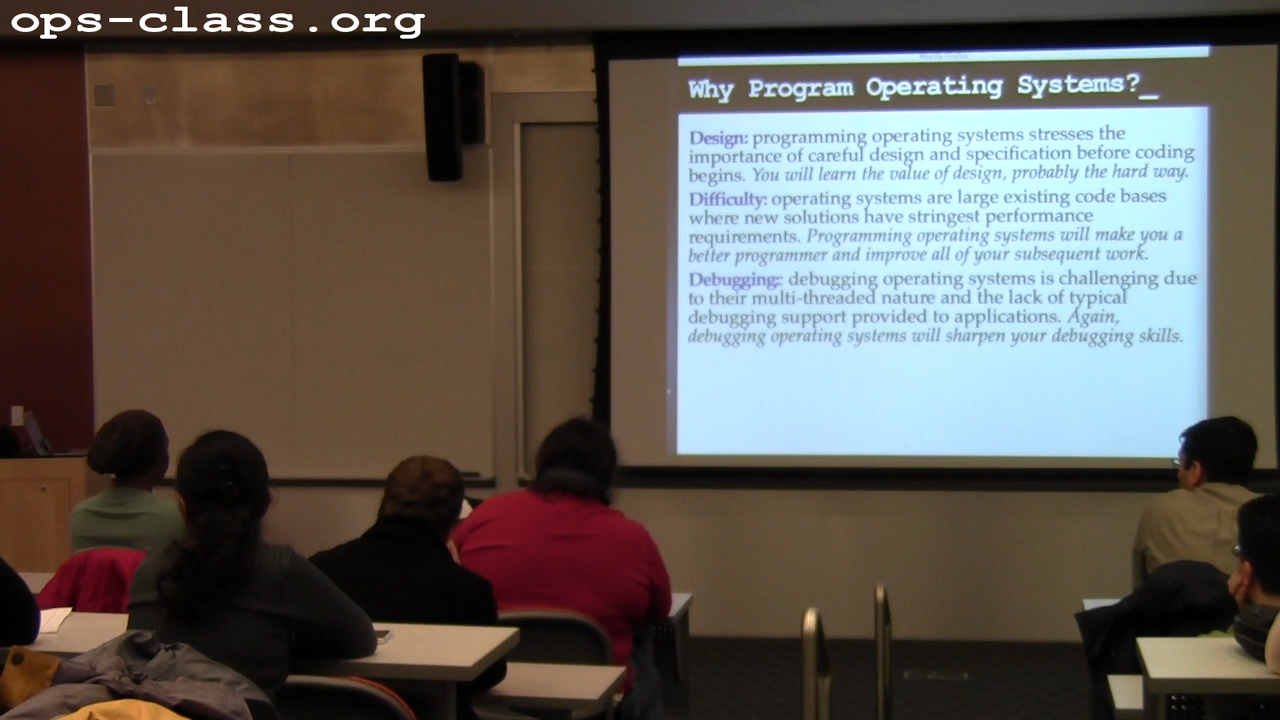 ops-class.org
Why Program Operating Systems?_
Design: programming operating systems stresses the
importance of careful design and specification before coding
begins. You will learn the value of design, probably the hard way.
Difficulty: operating systems are large existing code bases
where new solutions have stringest performance
requirements. Programming operating systems will make you a
better programmer and improve all of your subsequent work.
Debugging:: debugging operating systems is challenging due
to their multi-threaded nature and the lack of typical
debugging support provided to applications. Again,
debugging operating systems will sharpen your debugging skills.